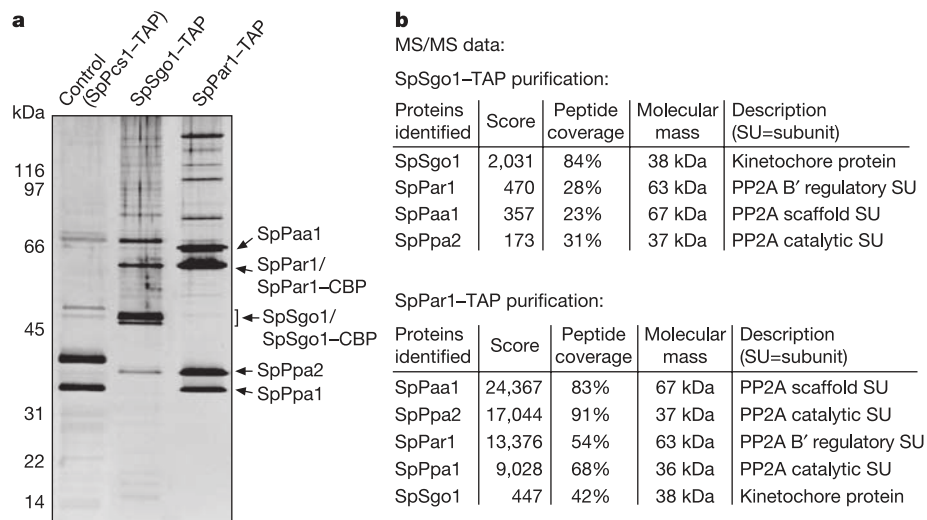 a
Control
(SpPcs1–TAP)
SpSgo1–TAP
SpPar1–TAP
kDa
116
97
66
45
31
22
14
SpPaa1
SpPar1/
SpPar1–CBP
SpSgo1/
SpSgo1–CBP
SpPpa2
SpPpa1
b
MS/MS data:
SpSgo1–TAP purification:
Proteins identified Score Peptide coverage Molecular mass Description (SU=subunit)
SpSgo1 2,031 84% 38 kDa Kinetochore protein
SpPar1 470 28% 63 kDa PP2A B′ regulatory SU
SpPaa1 357 23% 67 kDa PP2A scaffold SU
SpPpa2 173 31% 37 kDa PP2A catalytic SU
SpPar1–TAP purification:
Proteins identified Score Peptide coverage Molecular mass Description (SU=subunit)
SpPaa1 24,367 83% 67 kDa PP2A scaffold SU
SpPpa2 17,044 91% 37 kDa PP2A catalytic SU
SpPar1 13,376 54% 63 kDa PP2A B′ regulatory SU
SpPpa1 9,028 68% 36 kDa PP2A catalytic SU
SpSgo1 447 42% 38 kDa Kinetochore protein